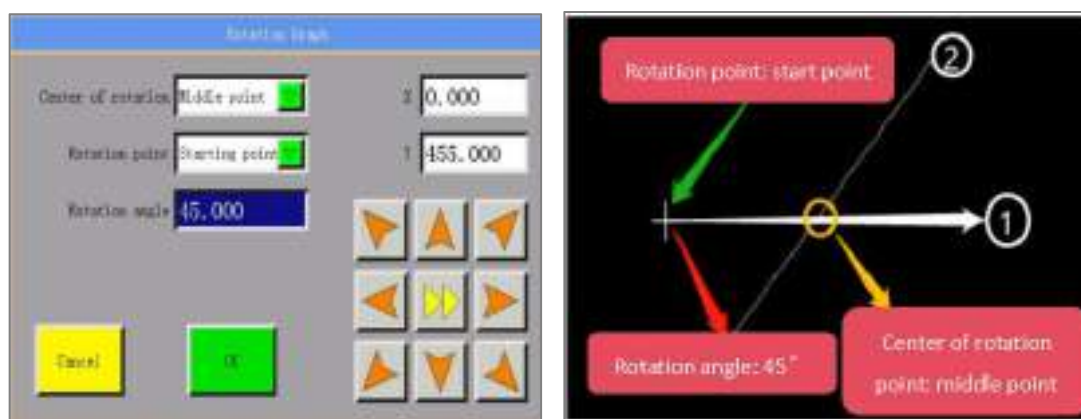 Rotation Graph
Center of rotation Middle point X 0.000
Rotation point Starting point Y 455.000
Rotation angle 45.000
Cancel OK
Rotation point: start point
2
1
Rotation angle: 45°
Center of rotation
point: middle point